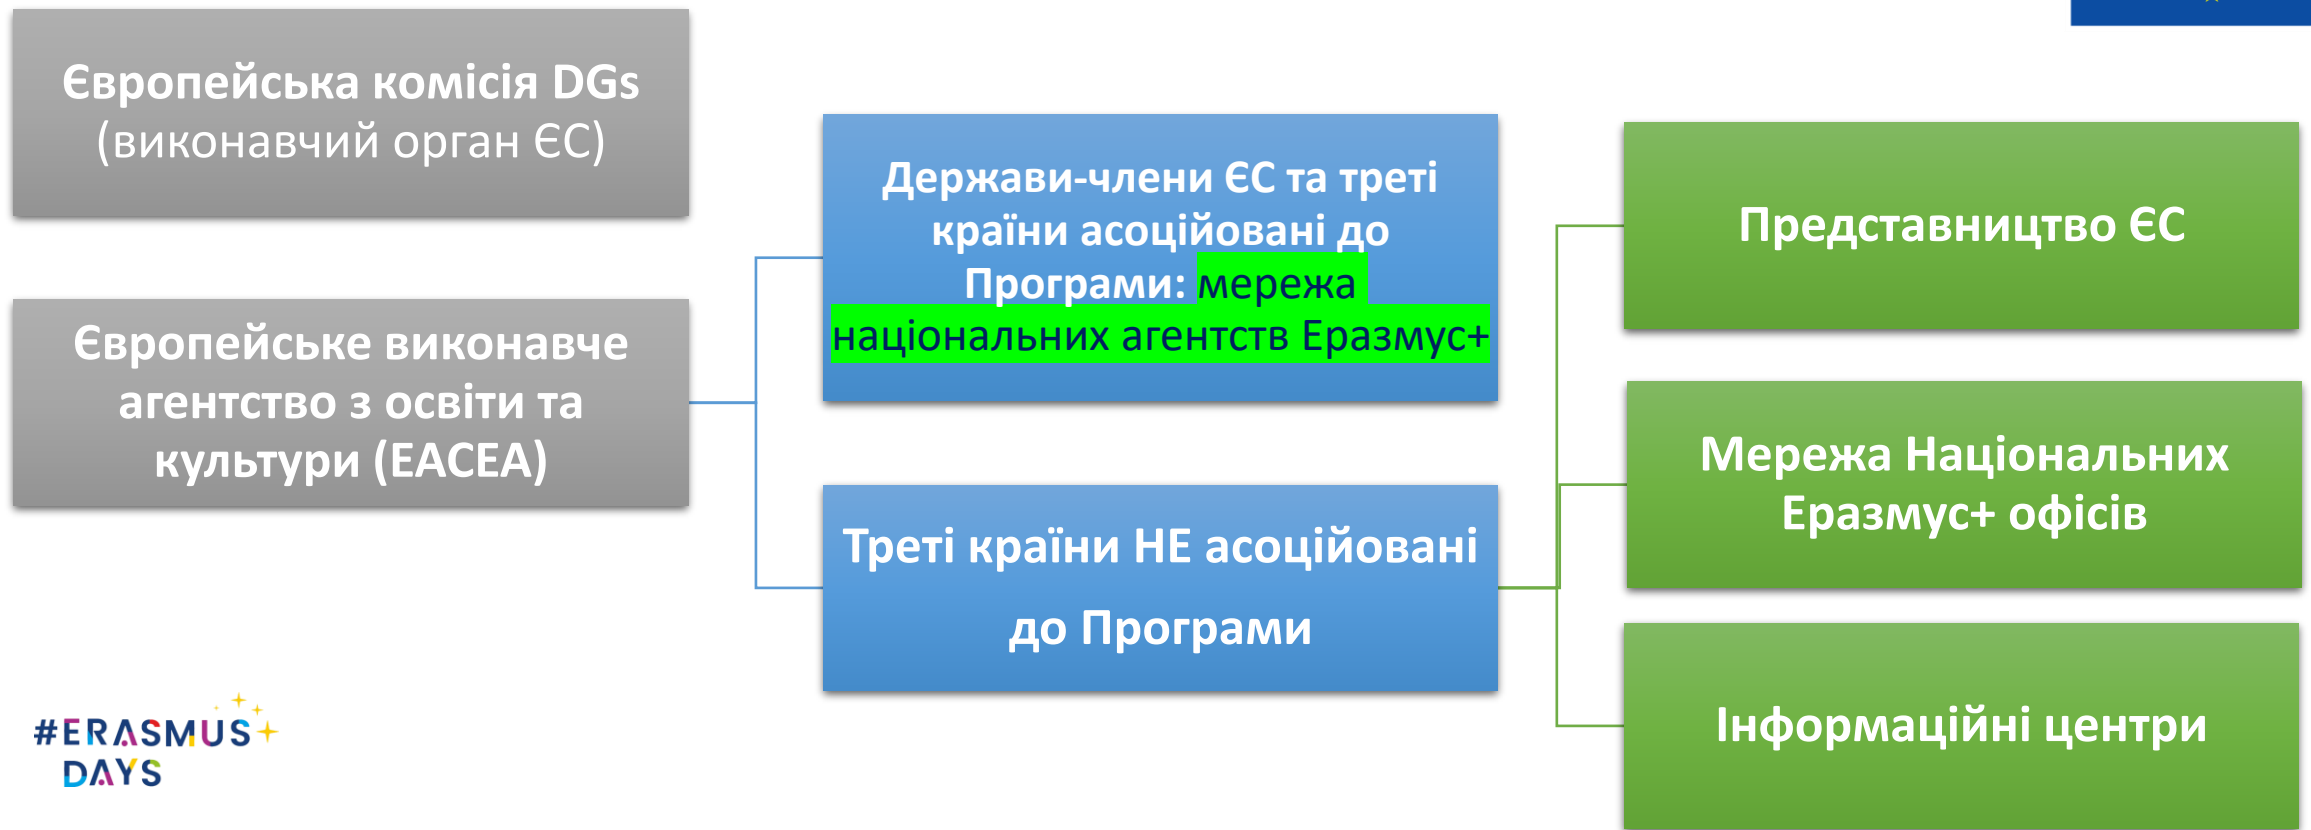 Європейська комісія DGs
(виконавчий орган ЄС)
Європейське виконавче
агентство з освіти та
культури (EACEA)
Держави-члени ЄС та треті
країни асоційовані до
Програми: мережа
національних агентств Еразмус+
Треті країни НЕ асоційовані
до Програми
Представництво ЄС
Мережа Національних
Еразмус+ офісів
Інформаційні центри
#ERASMUS
DAYS